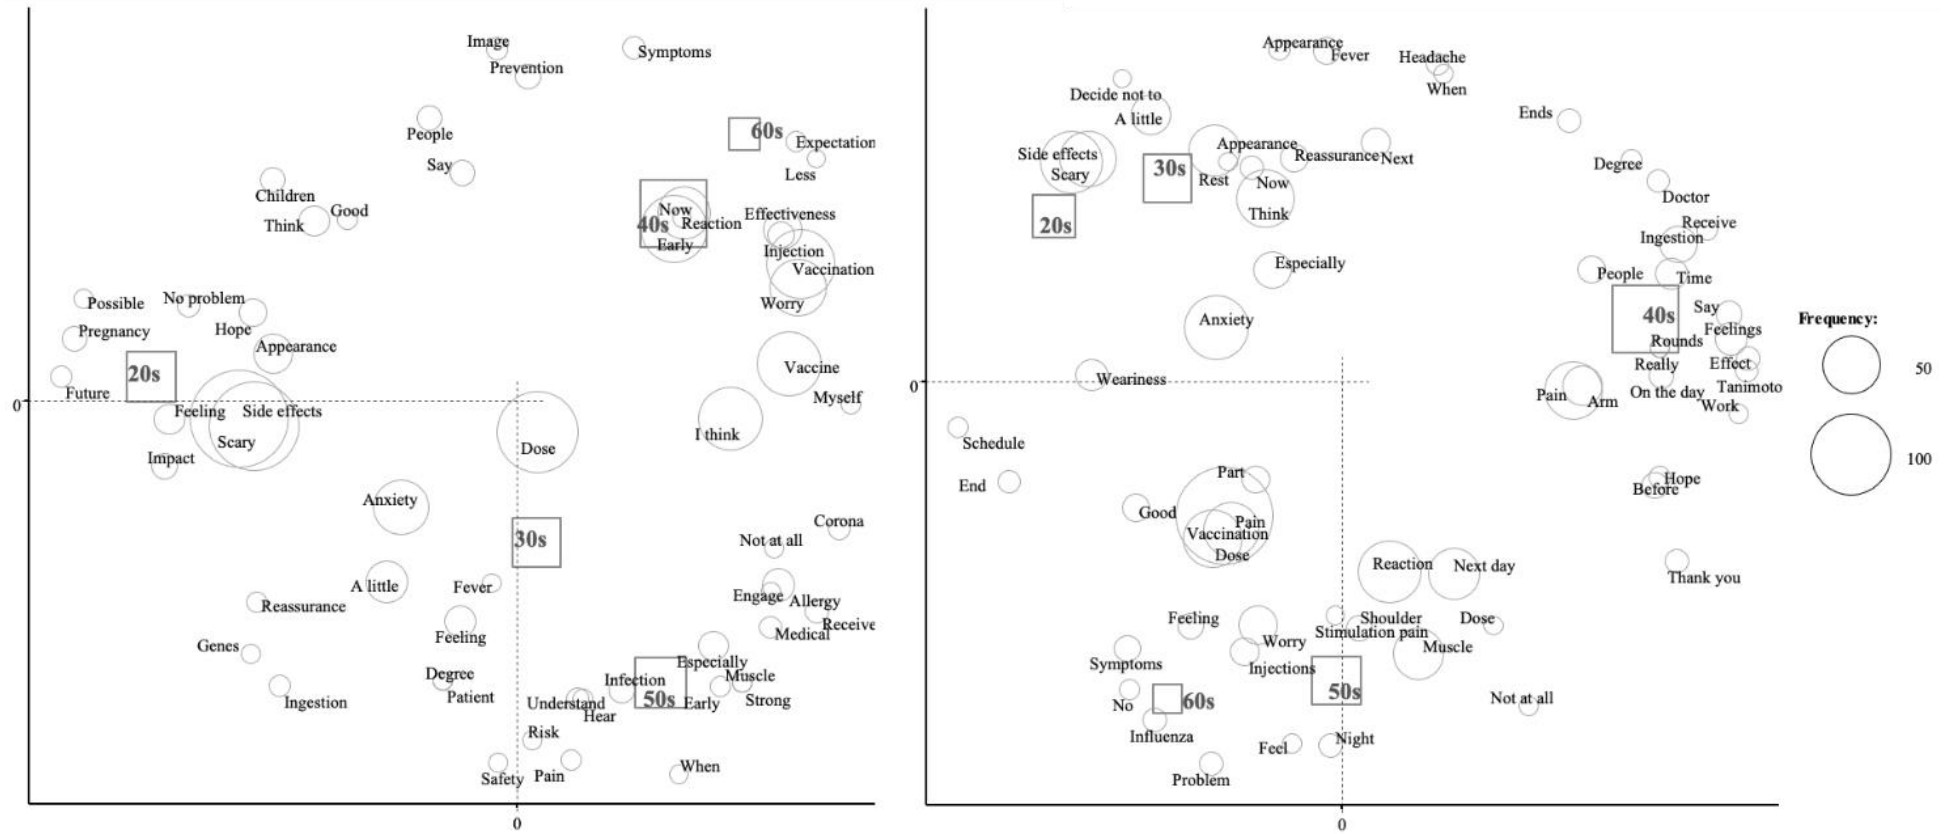 Image
Symptoms
Prevention
People
60s
Expectation
Say
Less
Children
Good
Now
Effectiveness
Think
40s
Reaction
Early
Injection
Vaccination
Possible
No problem
Worry
Pregnancy
Hope
Appearance
20s
Vaccine
Future
Myself
0
Feeling
Side effects
Scary
I think
Dose
Impact
Anxiety
Corona
30s
Not at all
A little
Fever
Engage
Allergy
Reassurance
Receive
Feeling
Medical
Genes
Especially
Degree
Infection
Muscle
Patient
50s
Early
Strong
Ingestion
Understand
Hear
Risk
When
Safety
Pain
0
Appearance
Fever
Headache
When
Decide not to
Ends
A little
Side effects
Appearance
Reassurance
Next
Scary
30s
Rest
Now
Degree
Doctor
20s
Think
Receive
Ingestion
Especially
People
Time
Anxiety
40s
Say
Feelings
Rounds
Weariness
Really
Effect
0
On the day
Tanimoto
Pain
Arm
Work
Schedule
Part
Hope
End
Before
Good
Pain
Vaccination
Dose
Reaction
Next day
Thank you
Feeling
Shoulder
Dose
Stimulation pain
Worry
Muscle
Symptoms
Injections
No
60s
50s
Not at all
Influenza
Feel
Night
Problem
0
Frequency:
50
100